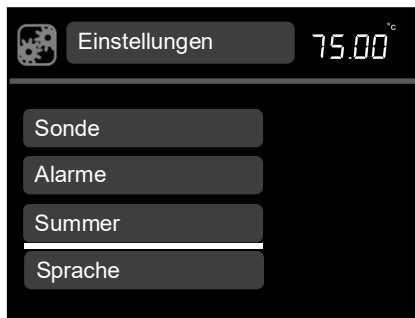 Einstellungen 75.00 °C
Sonde
Alarme
Summer
Sprache